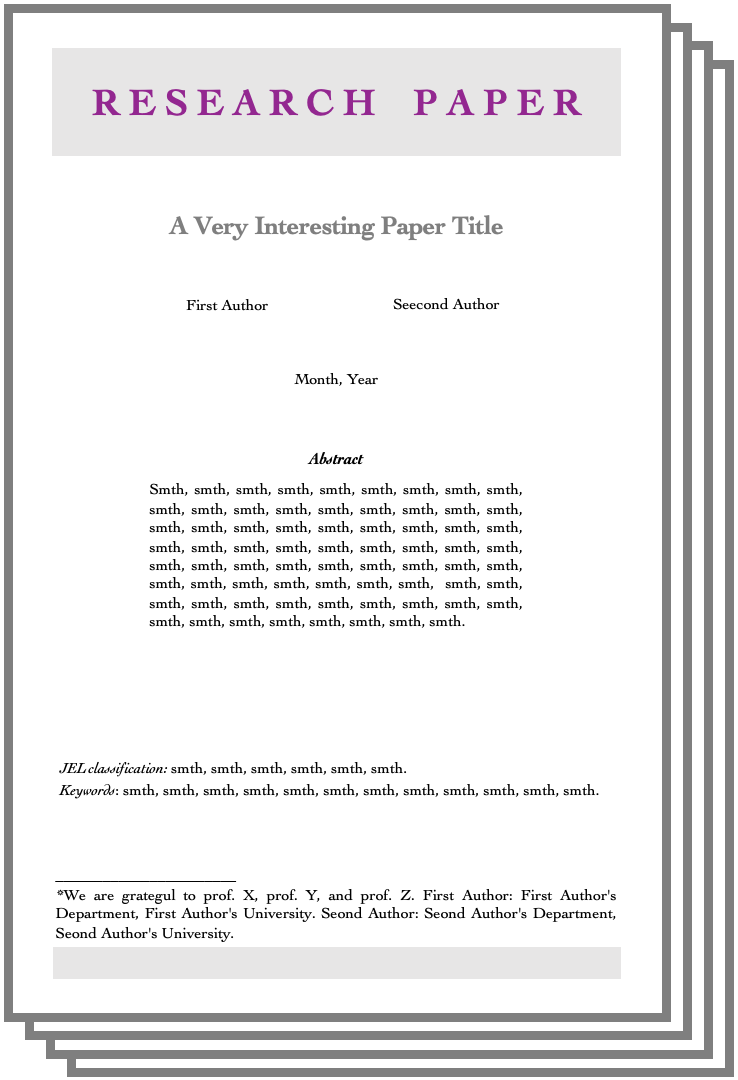 RESEARCH PAPER
A Very Interesting Paper Title
First Author Seecond Author
Month, Year
Abstract
Smth, smth, smth, smth, smth, smth, smth, smth, smth,
smth, smth, smth, smth, smth, smth, smth, smth, smth,
smth, smth, smth, smth, smth, smth, smth, smth, smth,
smth, smth, smth, smth, smth, smth, smth, smth, smth,
smth, smth, smth, smth, smth, smth, smth, smth, smth,
smth, smth, smth, smth, smth, smth, smth, smth, smth,
smth, smth, smth, smth, smth, smth, smth, smth, smth,
smth, smth, smth, smth, smth, smth, smth, smth.
JEL classification: smth, smth, smth, smth, smth, smth.
Keywords: smth, smth, smth, smth, smth, smth, smth, smth, smth, smth, smth, smth.
*We are grategul to prof. X, prof. Y, and prof. Z. First Author: First Author's
Department, First Author's University. Seond Author: Seond Author's Department,
Seond Author's University.